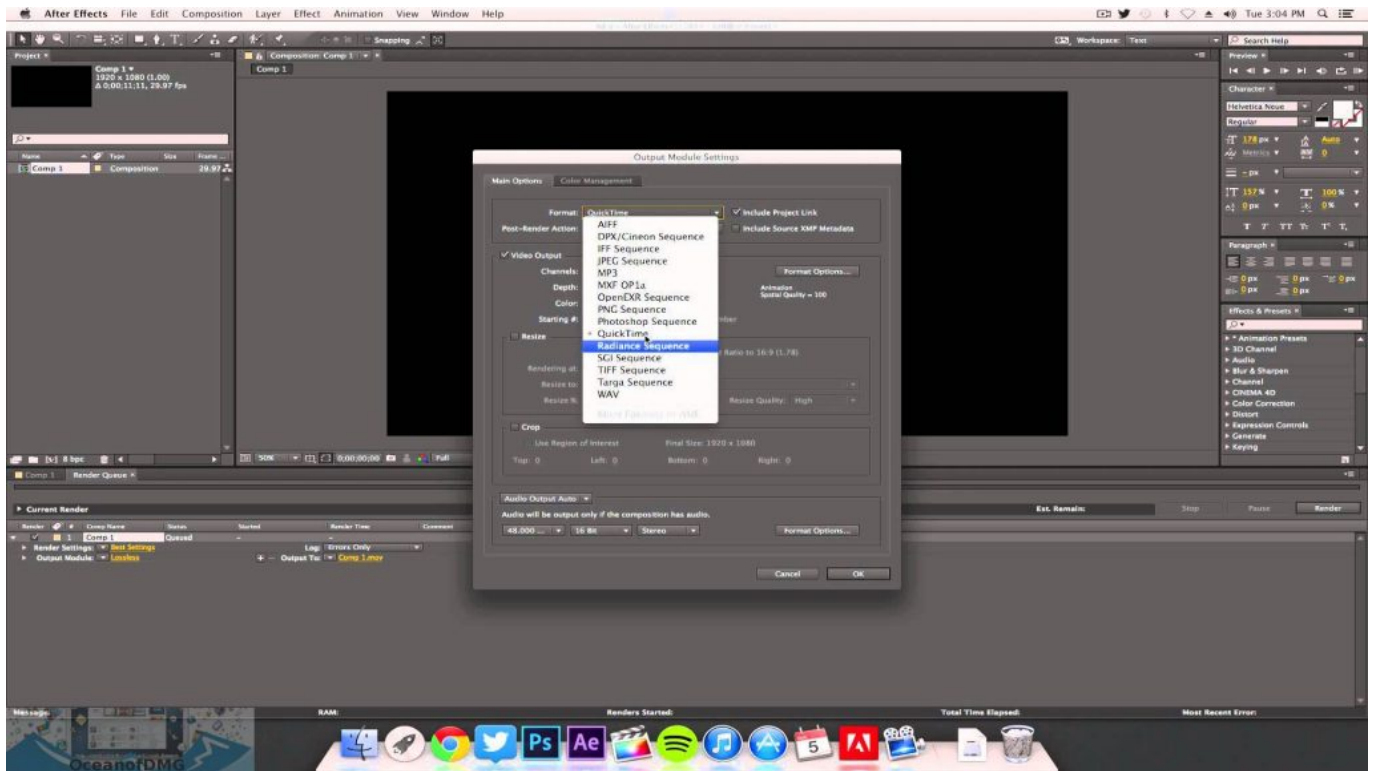 After Effects File Edit Composition Layer Effect Animation View Window Help Tue 3:04 PM
Snapping Workspace: Text Search Help
Project Composition: Comp 1 Preview
Comp 1
1920 x 1080 (1.00)
Δ 0;00;11;11, 29.97 fps
Comp 1
Character
Helvetica Neue
Regular
178 px Auto
Metrics 0
- px
157 % 100 %
0 px 0 %
Name Type Size Frame ...
Comp 1 Composition 29.97
Paragraph
0 px 0 px 0 px
0 px 0 px
Effects & Presets
* Animation Presets
3D Channel
Audio
Blur & Sharpen
Channel
CINEMA 4D
Color Correction
Distort
Expression Controls
Generate
Keying
Output Module Settings
Main Options Color Management
Format: QuickTime Include Project Link
Post-Render Action: Include Source XMP Metadata
AIFF
DPX/Cineon Sequence
IFF Sequence
JPEG Sequence
MP3
MXF OP1a
OpenEXR Sequence
PNG Sequence
Photoshop Sequence
QuickTime
Radiance Sequence
SGI Sequence
TIFF Sequence
Targa Sequence
WAV
Video Output
Channels: Format Options...
Depth: Animation
Spatial Quality = 100
Color:
Starting #:
Resize
Ratio to 16:9 (1.78)
Rendering at:
Resize to:
Resize %: Resize Quality: High
Crop
Use Region of Interest Final Size: 1920 x 1080
Top: 0 Left: 0 Bottom: 0 Right: 0
Audio Output Auto
Audio will be output only if the composition has audio.
48.000 ... 16 Bit Stereo Format Options...
Cancel OK
8 bpc 50% 0;00;00;00 Full
Comp 1 Render Queue
Current Render Est. Remain: Stop Pause Render
Render # Comp Name Status Started Render Time Comment
1 Comp 1 Queued - -
Render Settings: Best Settings Log: Errors Only
Output Module: Lossless Output To: Comp 1.mov
Message: RAM: Renders Started: Total Time Elapsed: Most Recent Error:
Ps Ae 5
OceanofDMG